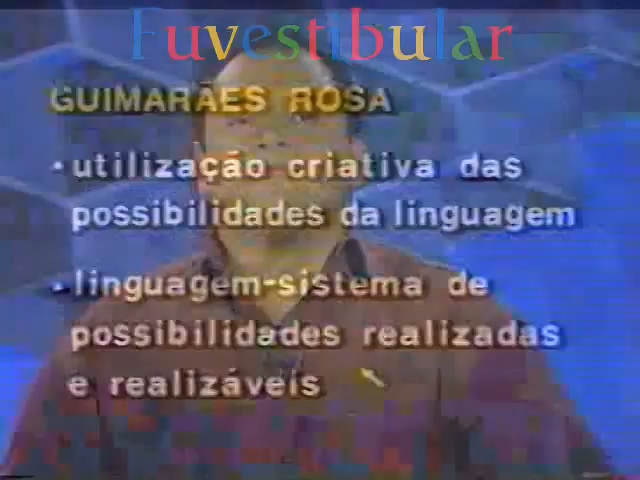 Fuvestibular
GUIMARÃES ROSA
• utilização criativa das
possibilidades da linguagem
• linguagem-sistema de
possibilidades realizadas
e realizáveis